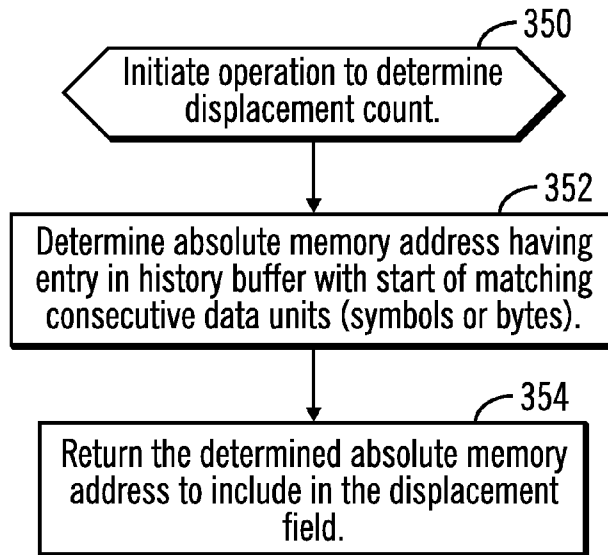 350
Initiate operation to determine
displacement count.
352
Determine absolute memory address having
entry in history buffer with start of matching
consecutive data units (symbols or bytes).
354
Return the determined absolute memory
address to include in the displacement
field.